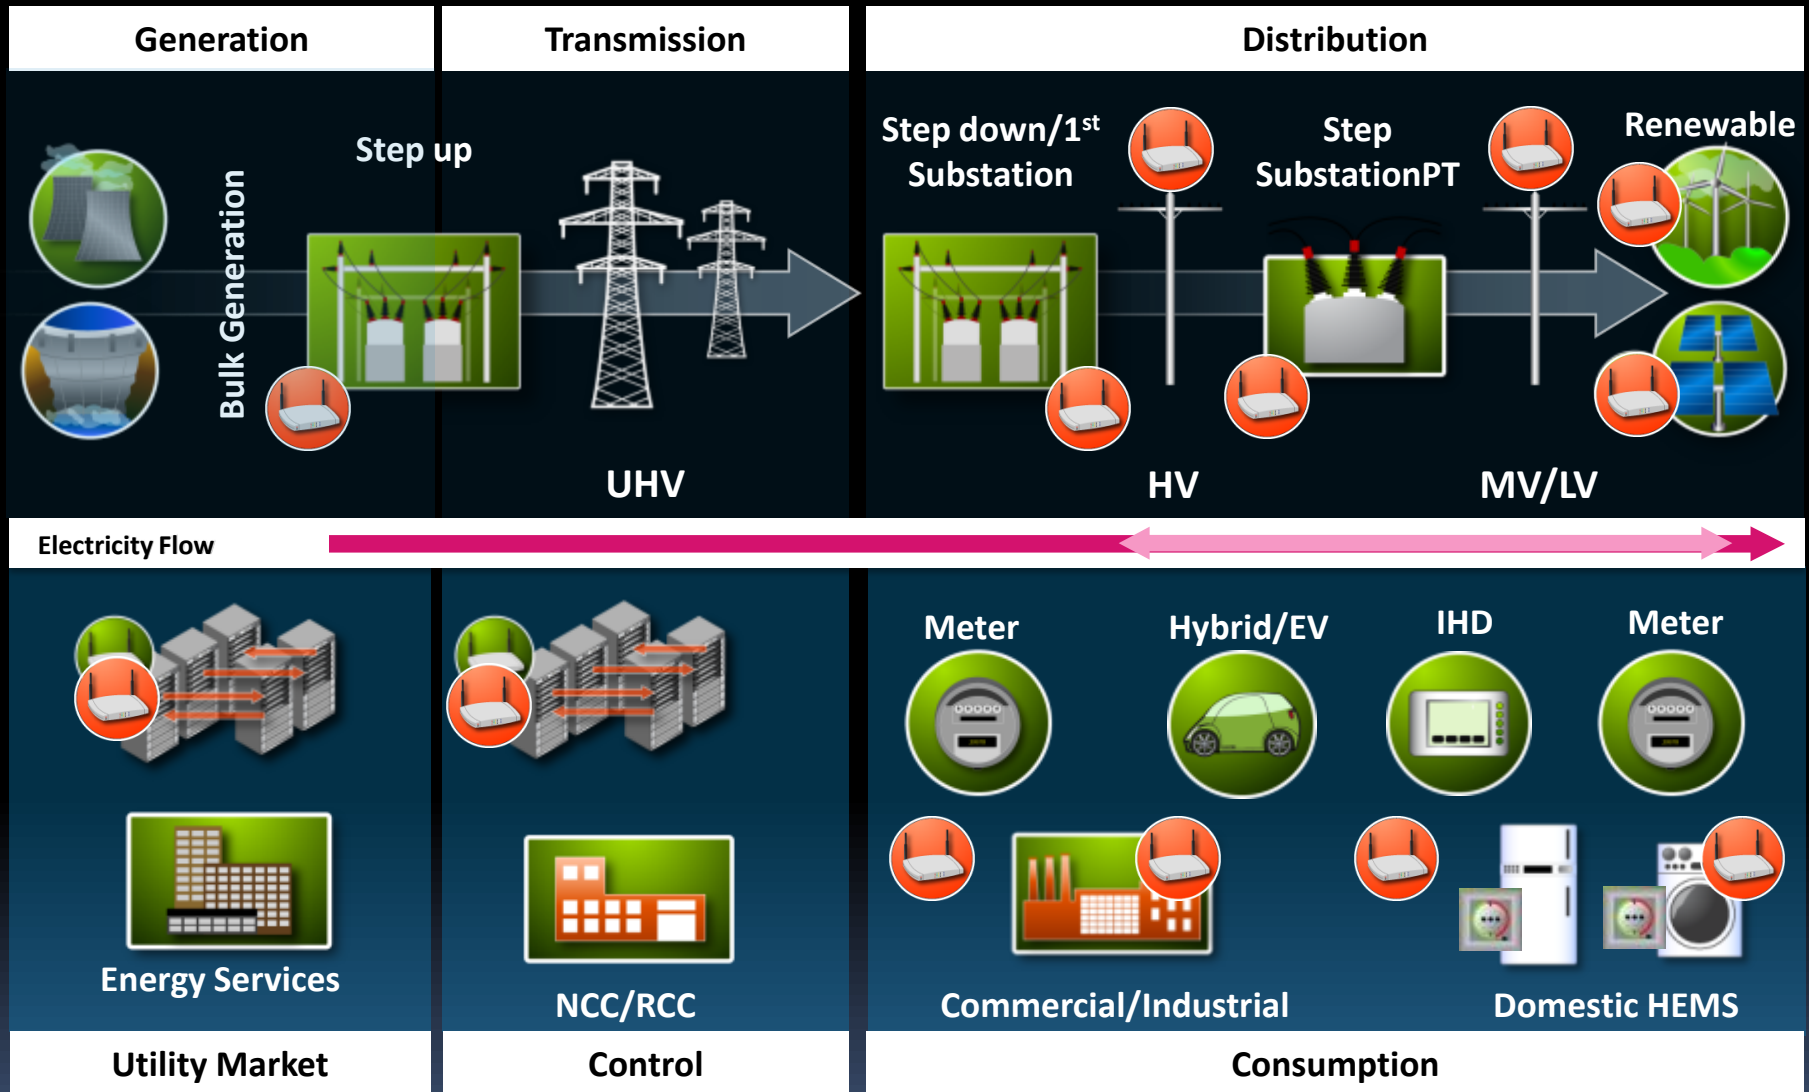 Generation
Transmission
Distribution
Bulk Generation
Step up
UHV
Step down/1st
Substation
HV
Step
SubstationPT
MV/LV
Renewable
Electricity Flow
Energy Services
NCC/RCC
Meter
Hybrid/EV
IHD
Meter
Commercial/Industrial
Domestic HEMS
Utility Market
Control
Consumption